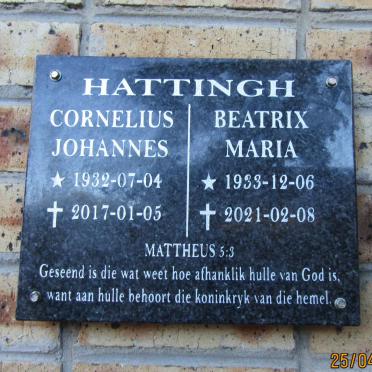 HATTINGH
CORNELIUS
JOHANNES
★ 1932-07-04
✝ 2017-01-05
BEATRIX
MARIA
★ 1933-12-06
✝ 2021-02-08
MATTHEUS 5:3
Geseend is die wat weet hoe afhanklik hulle van God is,
want aan hulle behoort die koninkryk van die hemel.
25/04